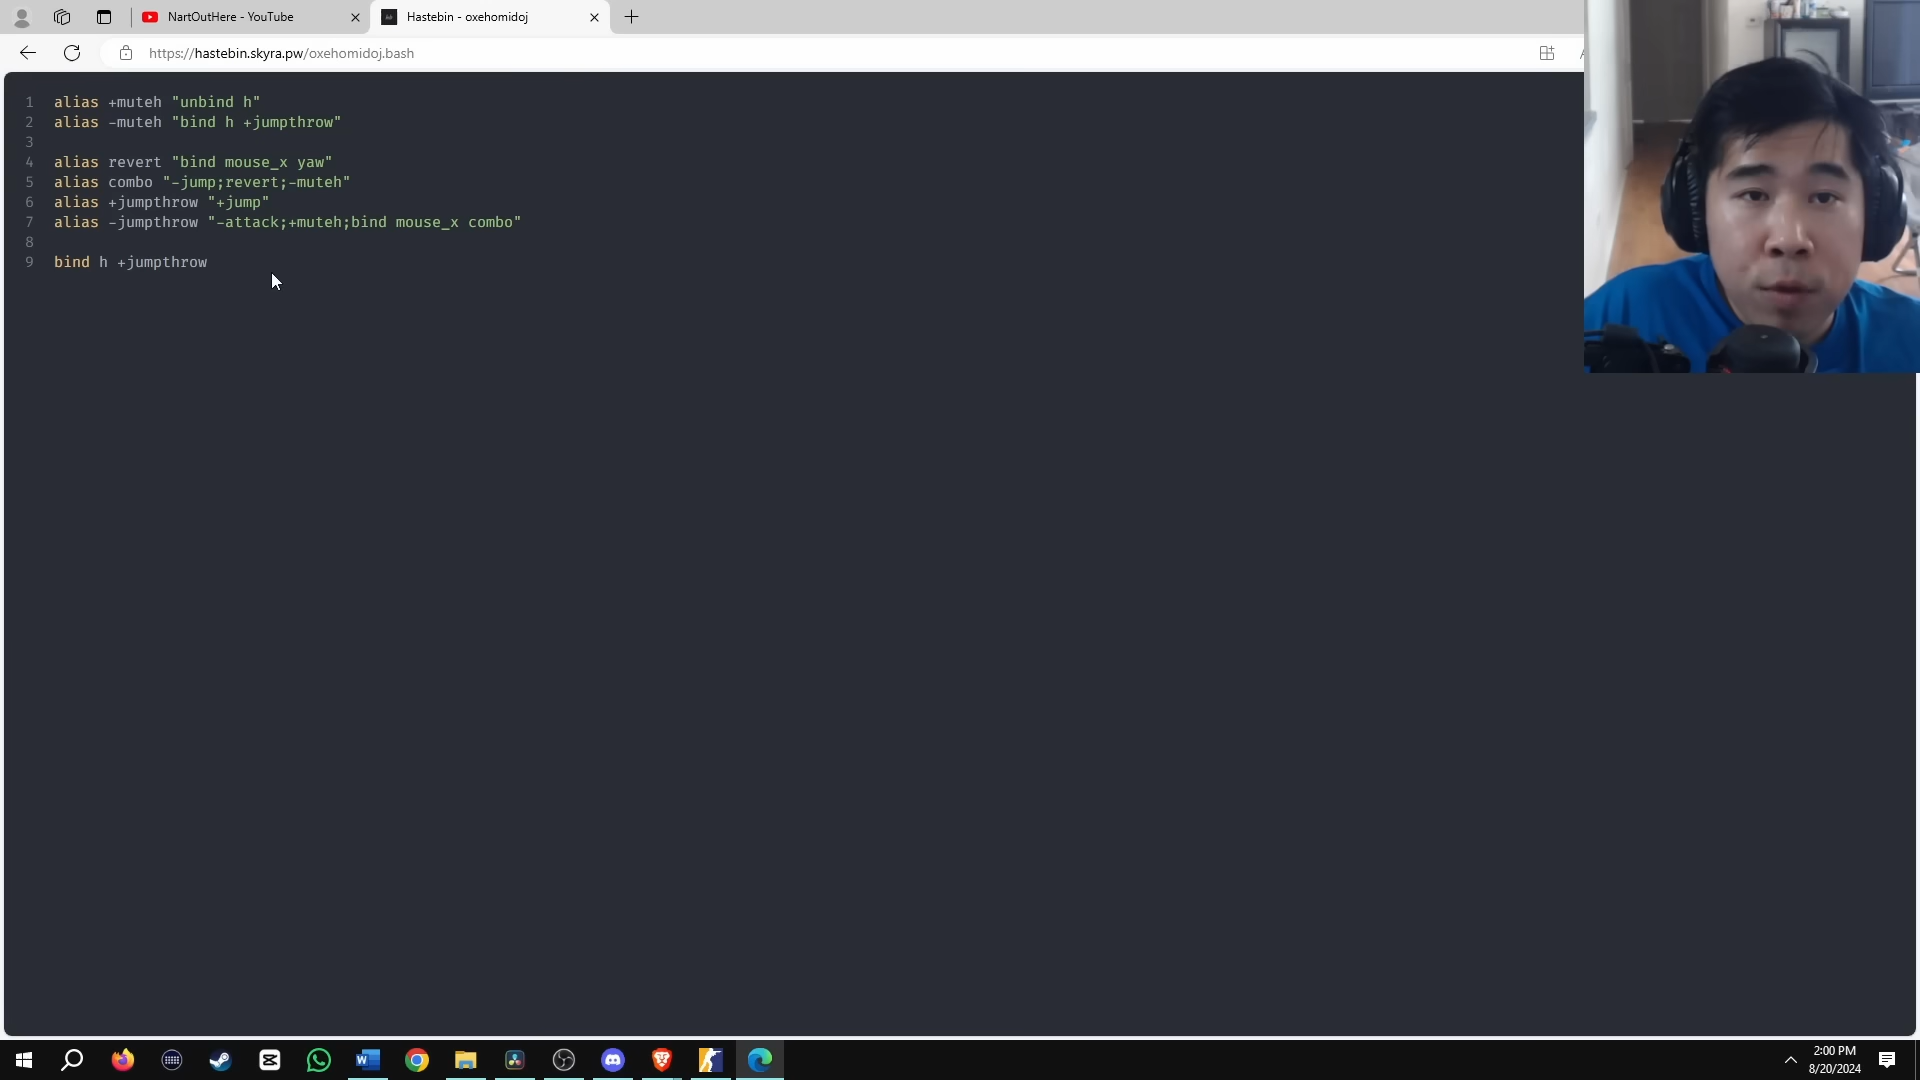 NartOutHere - YouTube
Hastebin - oxehomidoj
https://hastebin.skyra.pw/oxehomidoj.bash
1 alias +muteh "unbind h"
2 alias -muteh "bind h +jumpthrow"
3
4 alias revert "bind mouse_x yaw"
5 alias combo "-jump;revert;-muteh"
6 alias +jumpthrow "+jump"
7 alias -jumpthrow "-attack;+muteh;bind mouse_x combo"
8
9 bind h +jumpthrow
2:00 PM
8/20/2024